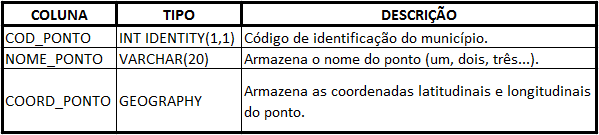 COLUNA TIPO DESCRIÇÃO
COD_PONTO INT IDENTITY(1,1) Código de identificação do município.
NOME_PONTO VARCHAR(20) Armazena o nome do ponto (um, dois, três...).
COORD_PONTO GEOGRAPHY Armazena as coordenadas latitudinais e longitudinais
do ponto.